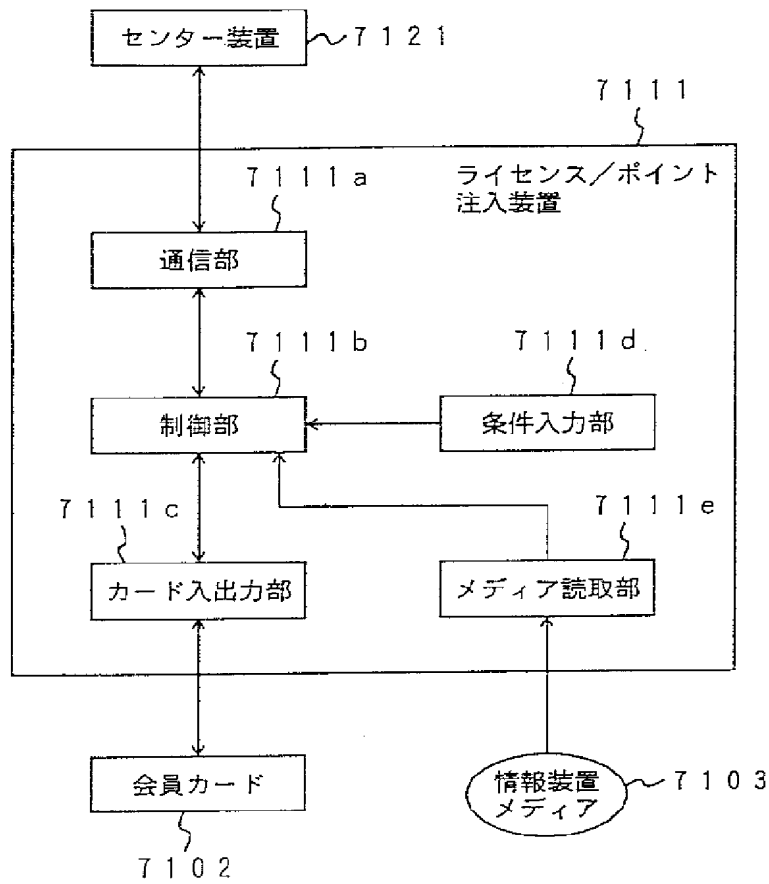 センター装置
7121
7111
ライセンス／ポイント
注入装置
7111a
通信部
7111b
制御部
7111d
条件入力部
7111c
カード入出力部
7111e
メディア読取部
会員カード
7102
情報装置
メディア
7103